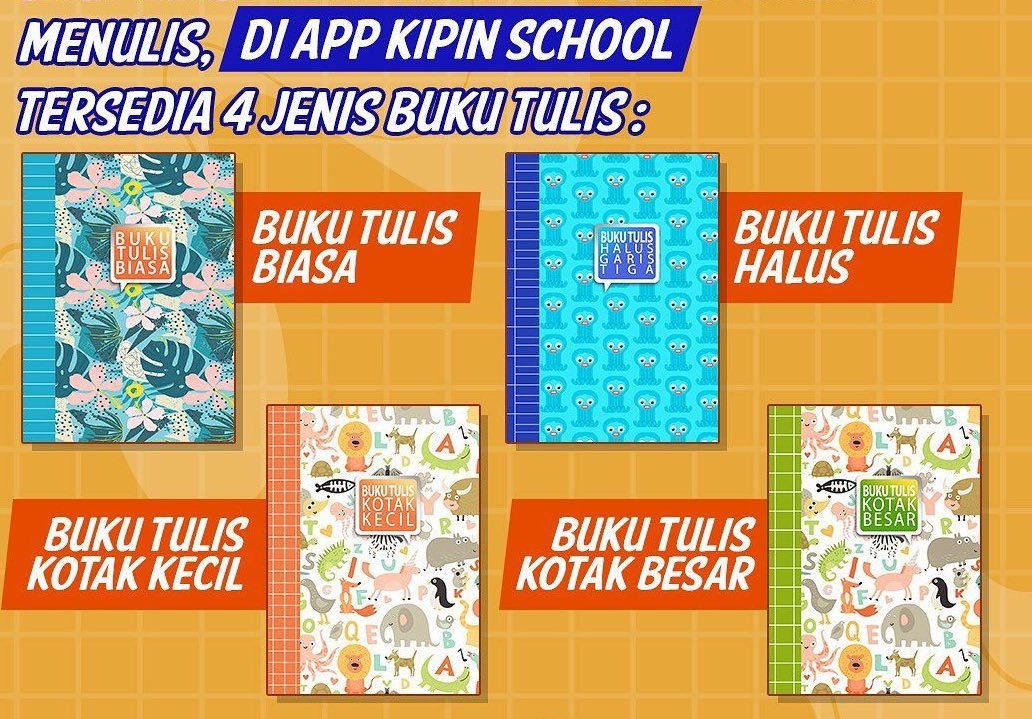 MENULIS, DI APP KIPIN SCHOOL
TERSEDIA 4 JENIS BUKU TULIS :
BUKU
TULIS
BIASA
BUKU TULIS
BIASA
BUKU TULIS
HALUS
GARIS
TIGA
BUKU TULIS
HALUS
BUKU TULIS
KOTAK KECIL
BUKU TULIS
KOTAK
KECIL
BUKU TULIS
KOTAK BESAR
BUKU TULIS
KOTAK
BESAR